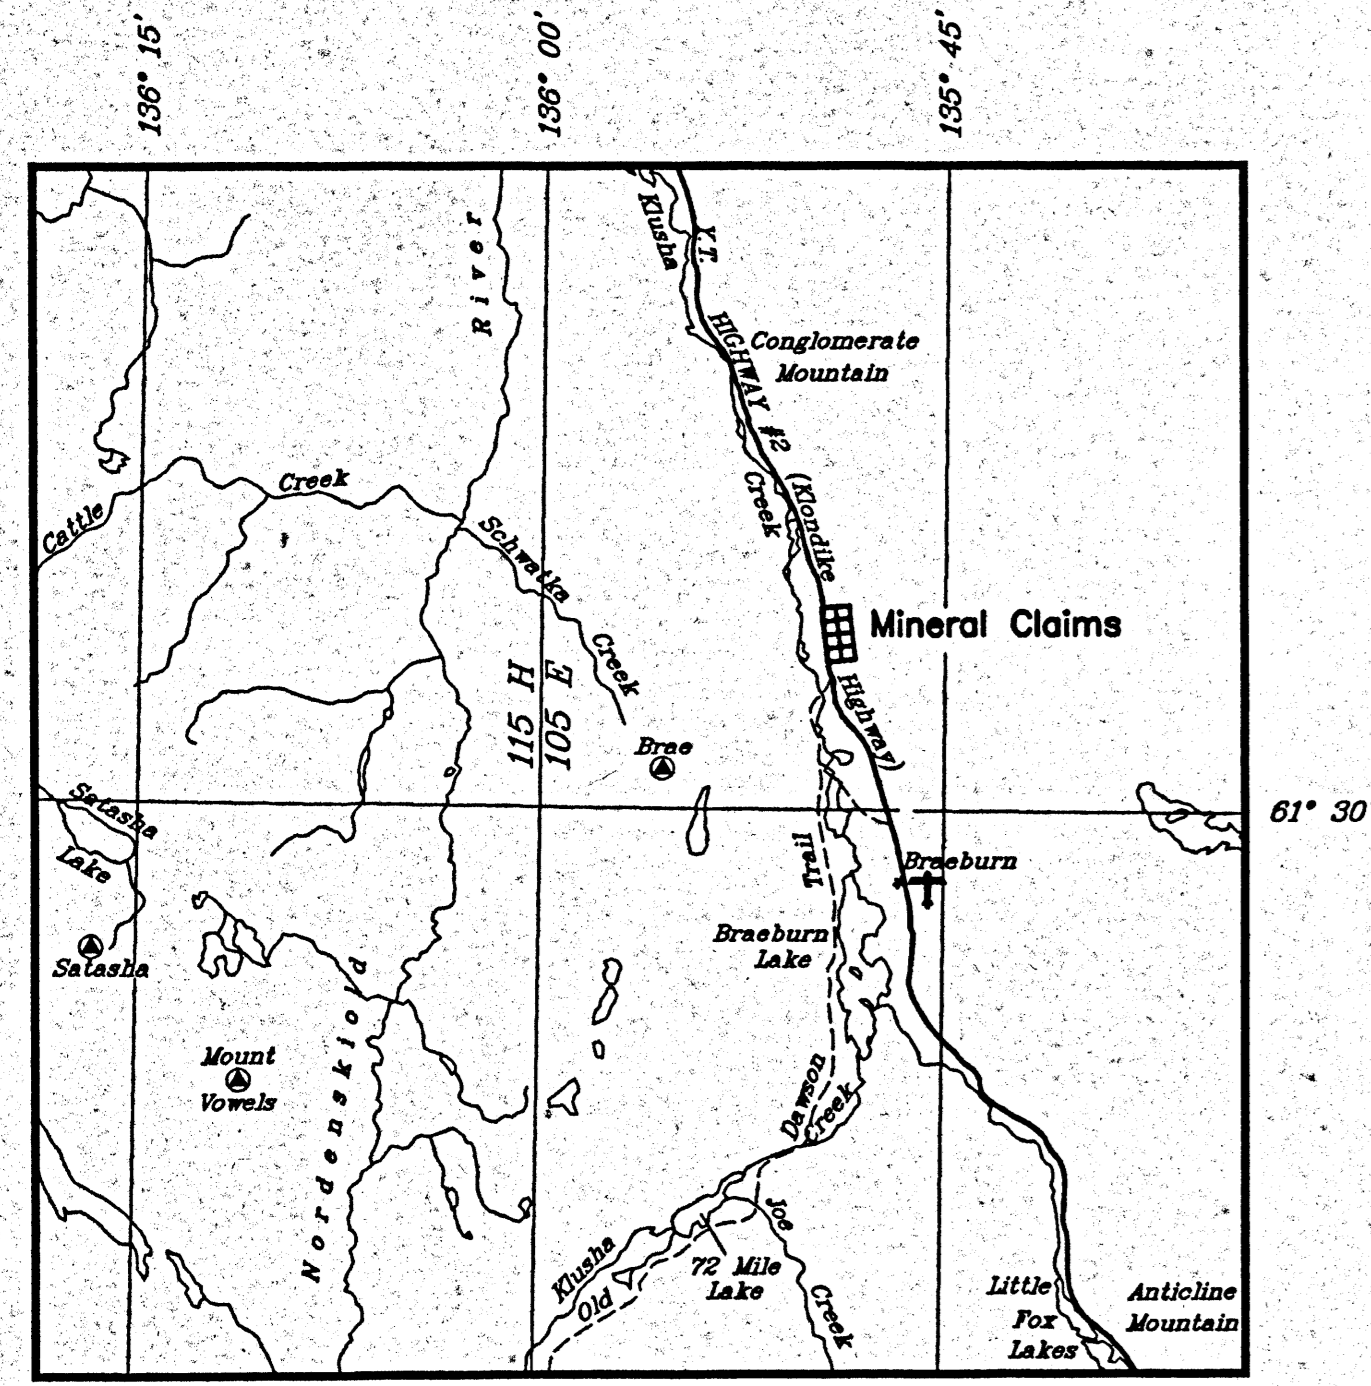 136° 15'
136° 00'
135° 45'
River
Klusha
Y.T.
HIGHWAY #2
(Klondike
Highway)
Conglomerate
Mountain
Creek
Cattle
Creek
Schwatka
Creek
Mineral Claims
115 H
105 E
Brae
61° 30
Satasha
Lake
Satasha
Trail
Braeburn
Braeburn
Lake
Mount
Vowels
Nordenskiold
Dawson
Creek
Klusha
Old
72 Mile
Lake
Joe
Creek
Little
Fox
Lakes
Anticline
Mountain